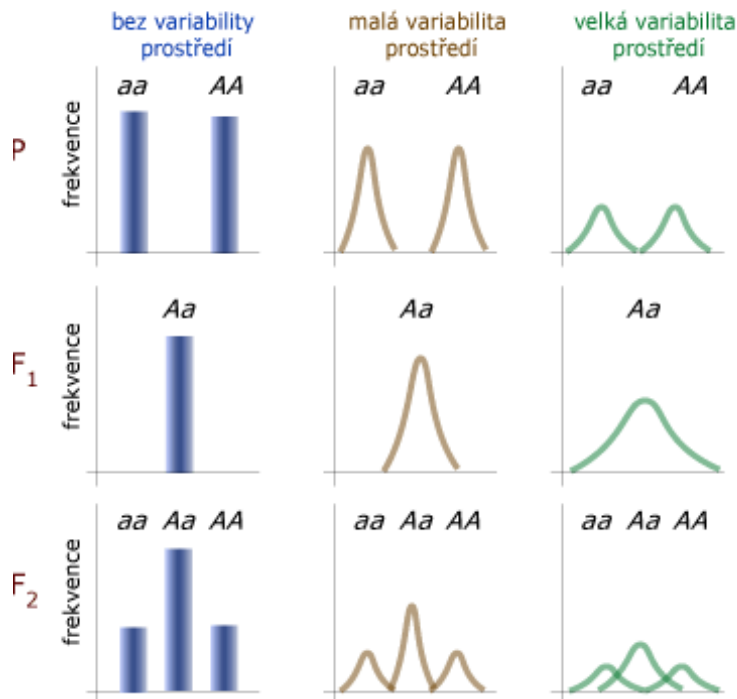 bez variability
prostředí
malá variabilita
prostředí
velká variabilita
prostředí
P
frekvence
aa AA
aa AA
aa AA
F1
frekvence
Aa
Aa
Aa
F2
frekvence
aa Aa AA
aa Aa AA
aa Aa AA